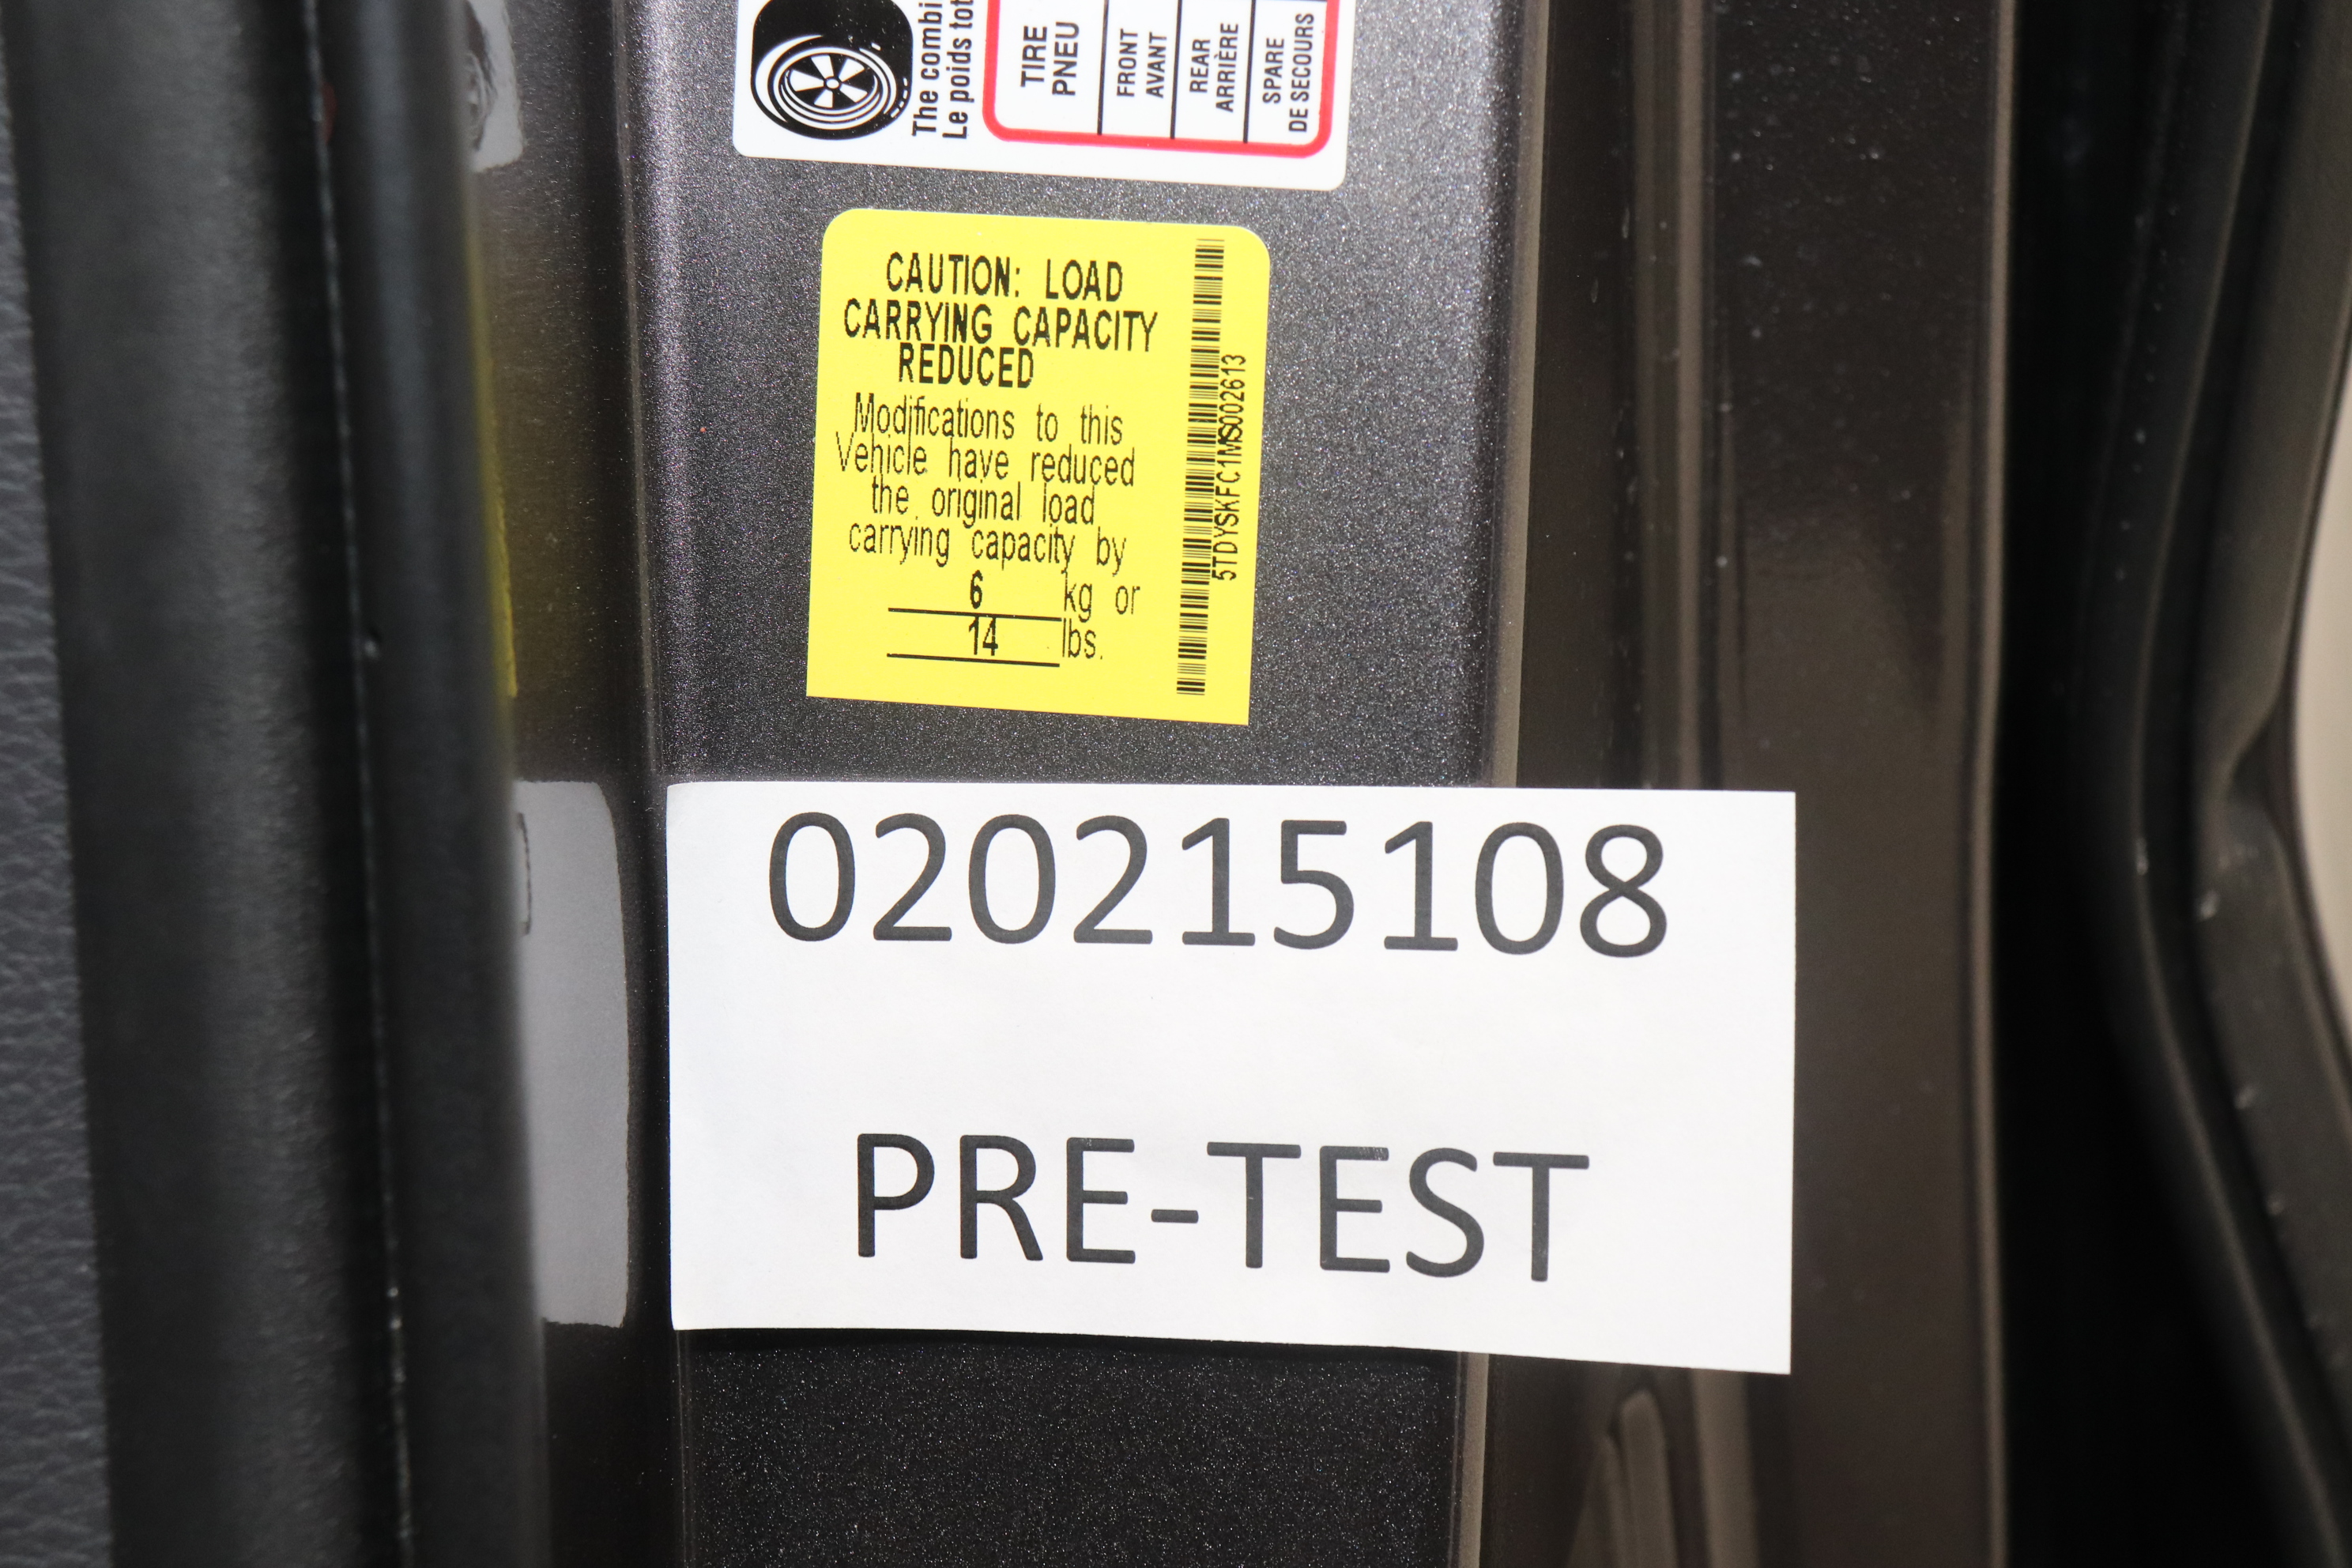 The combi
Le poids tot
TIRE
PNEU
FRONT
AVANT
REAR
ARRIÈRE
SPARE
DE SECOURS
CAUTION: LOAD
CARRYING CAPACITY
REDUCED
Modifications to this
Vehicle have reduced
the original load
carrying capacity by
6 kg or
14 lbs.
5TDYSKFC1MS002613
020215108
PRE-TEST